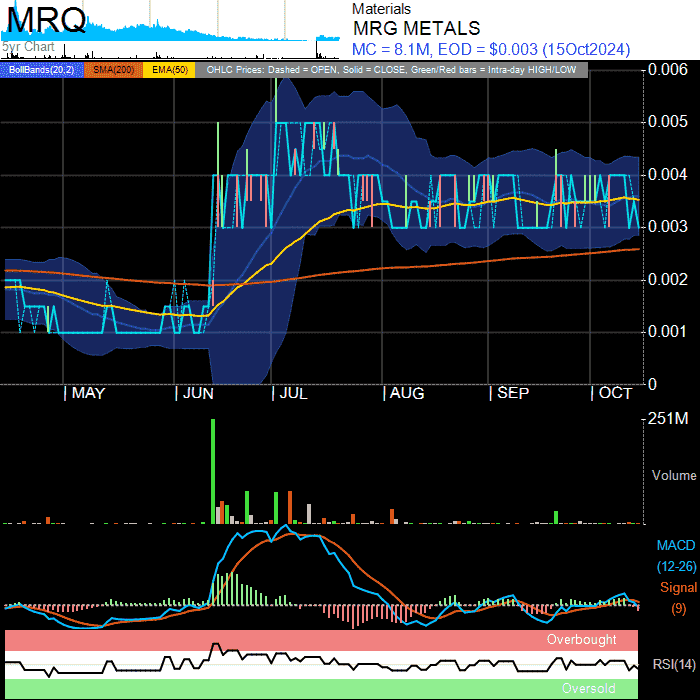 MRQ
5yr Chart
Materials
MRG METALS
MC = 8.1M, EOD = $0.003 (15Oct2024)
BollBands(20,2) SMA(200) EMA(50) OHLC Prices: Dashed = OPEN, Solid = CLOSE, Green/Red bars = Intra-day HIGH/LOW
0.006
0.005
0.004
0.003
0.002
0.001
0
MAY JUN JUL AUG SEP OCT
251M
Volume
MACD
(12-26)
Signal
(9)
Overbought
RSI(14)
Oversold